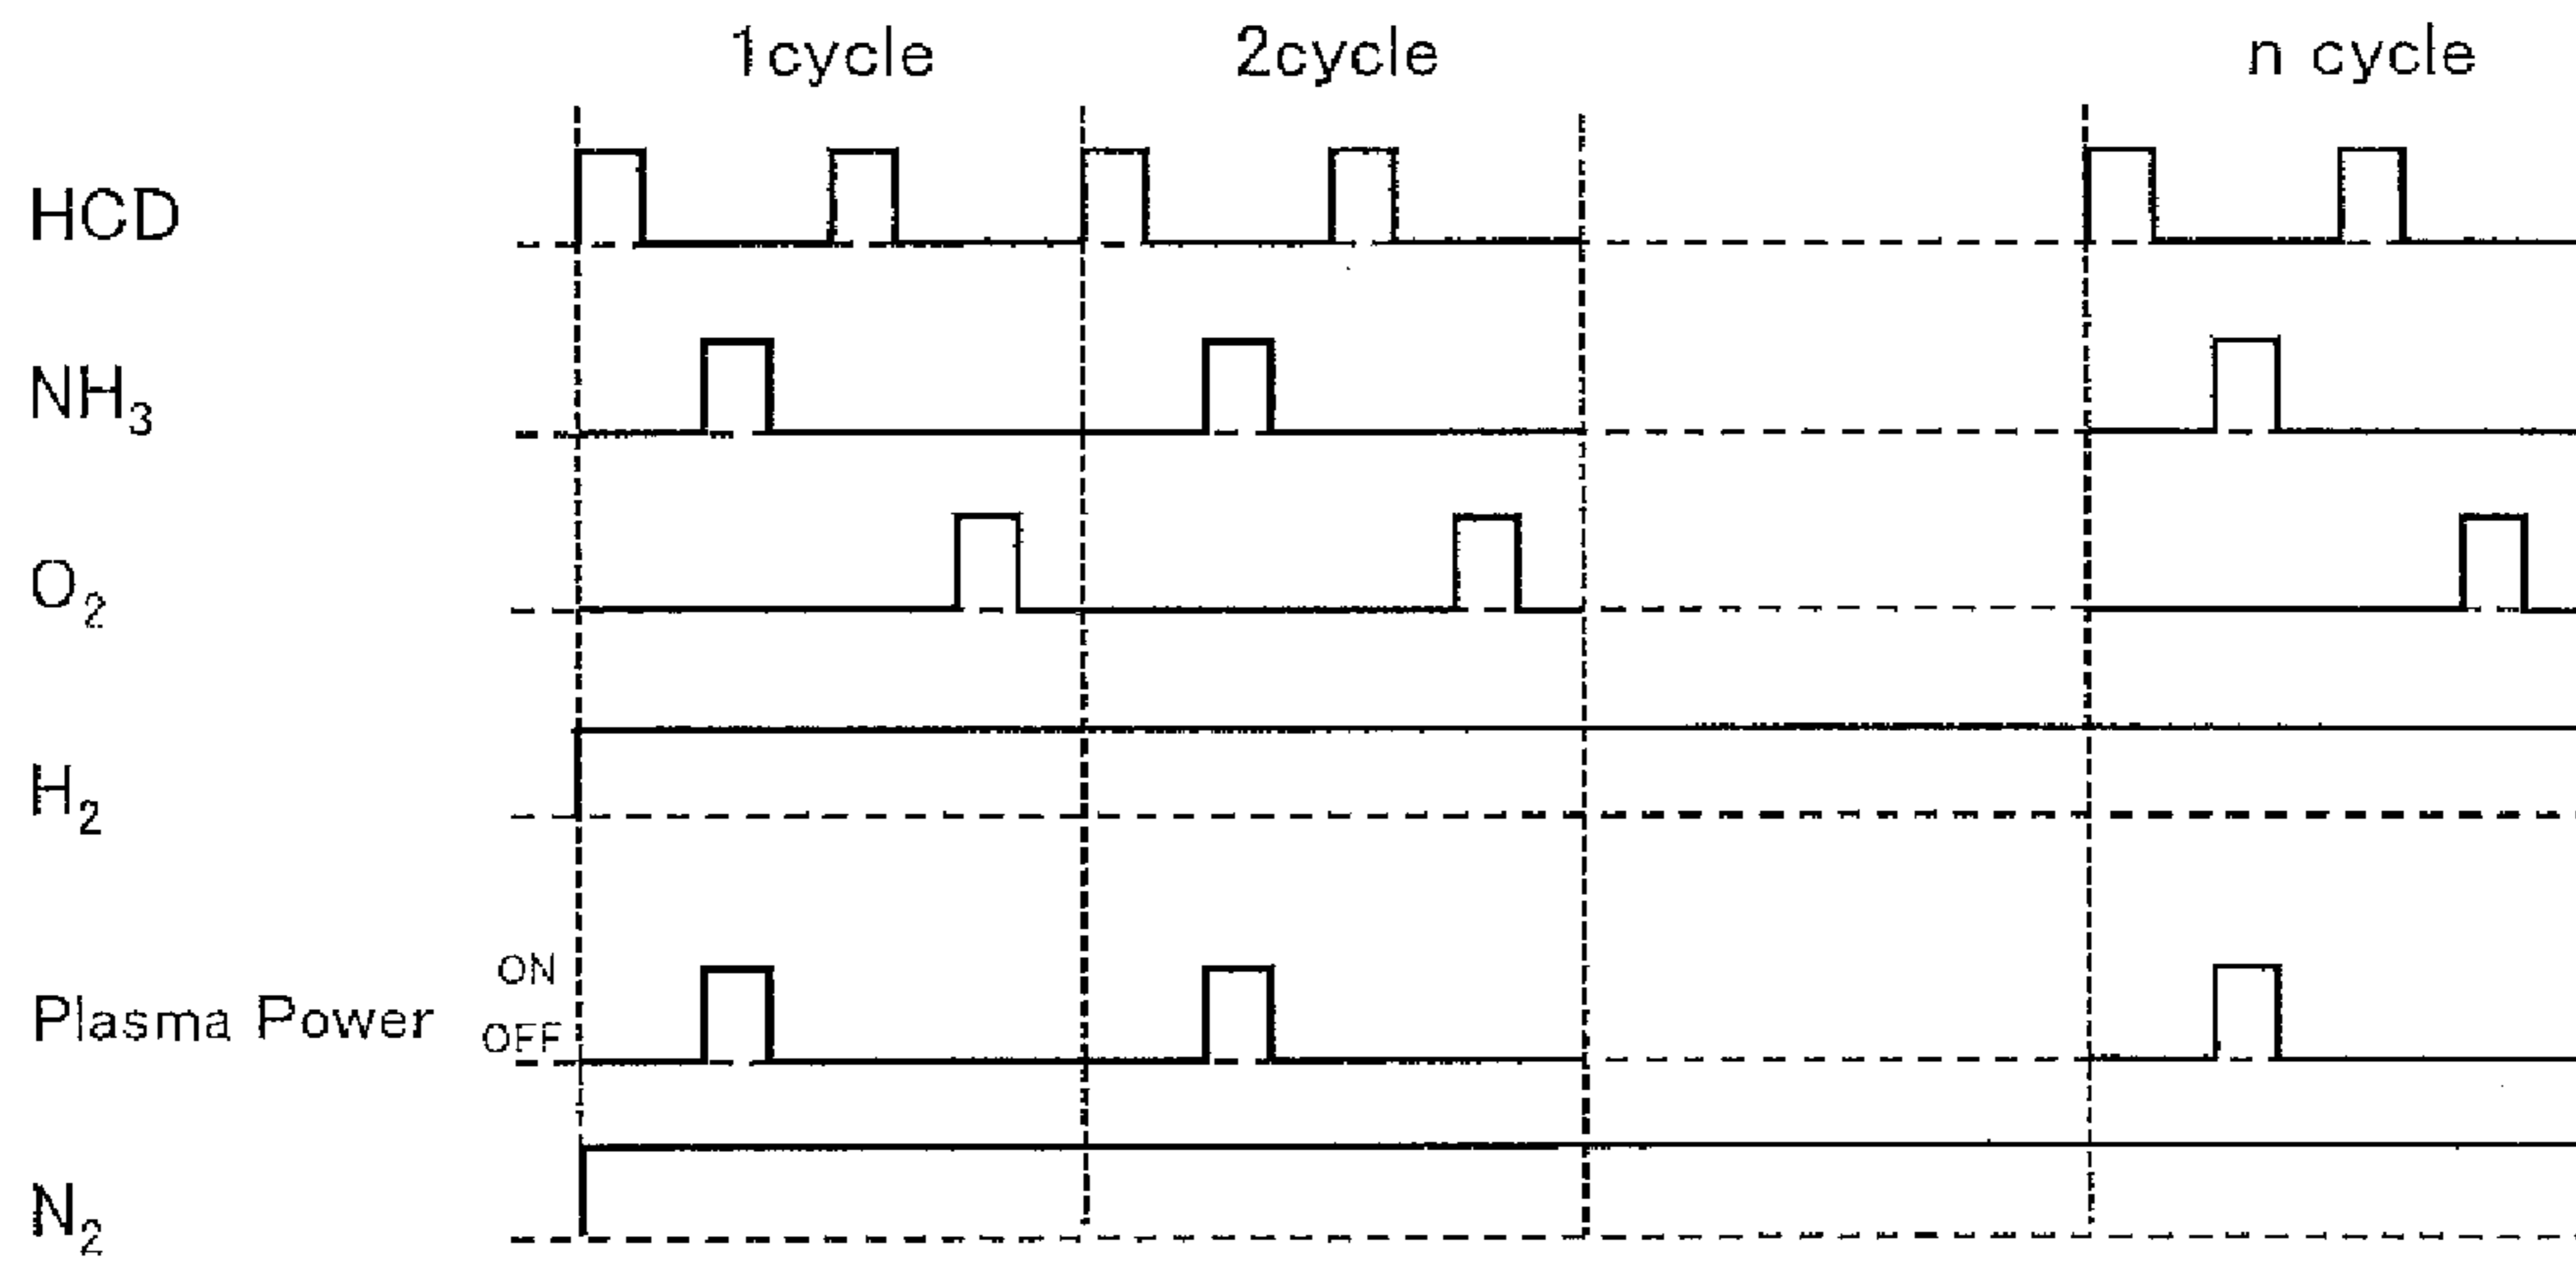 1cycle 2cycle n cycle
HCD
NH₃
O₂
H₂
ON
Plasma Power OFF
N₂